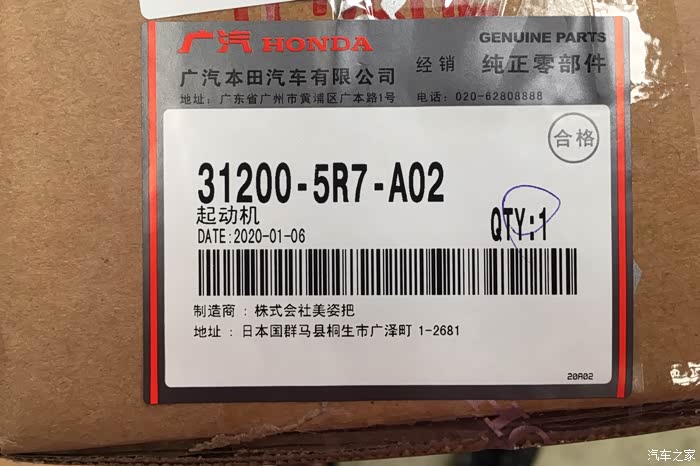 广汽 HONDA
GENUINE PARTS
广汽本田汽车有限公司 经销 纯正零部件
地址：广东省广州市黄浦区广本路1号 电话：020-62808888
合格
31200-5R7-A02
起动机
QTY:1
DATE:2020-01-06
制造商：株式会社美姿把
地址：日本国群马县桐生市广泽町 1-2681
20A02
汽车之家